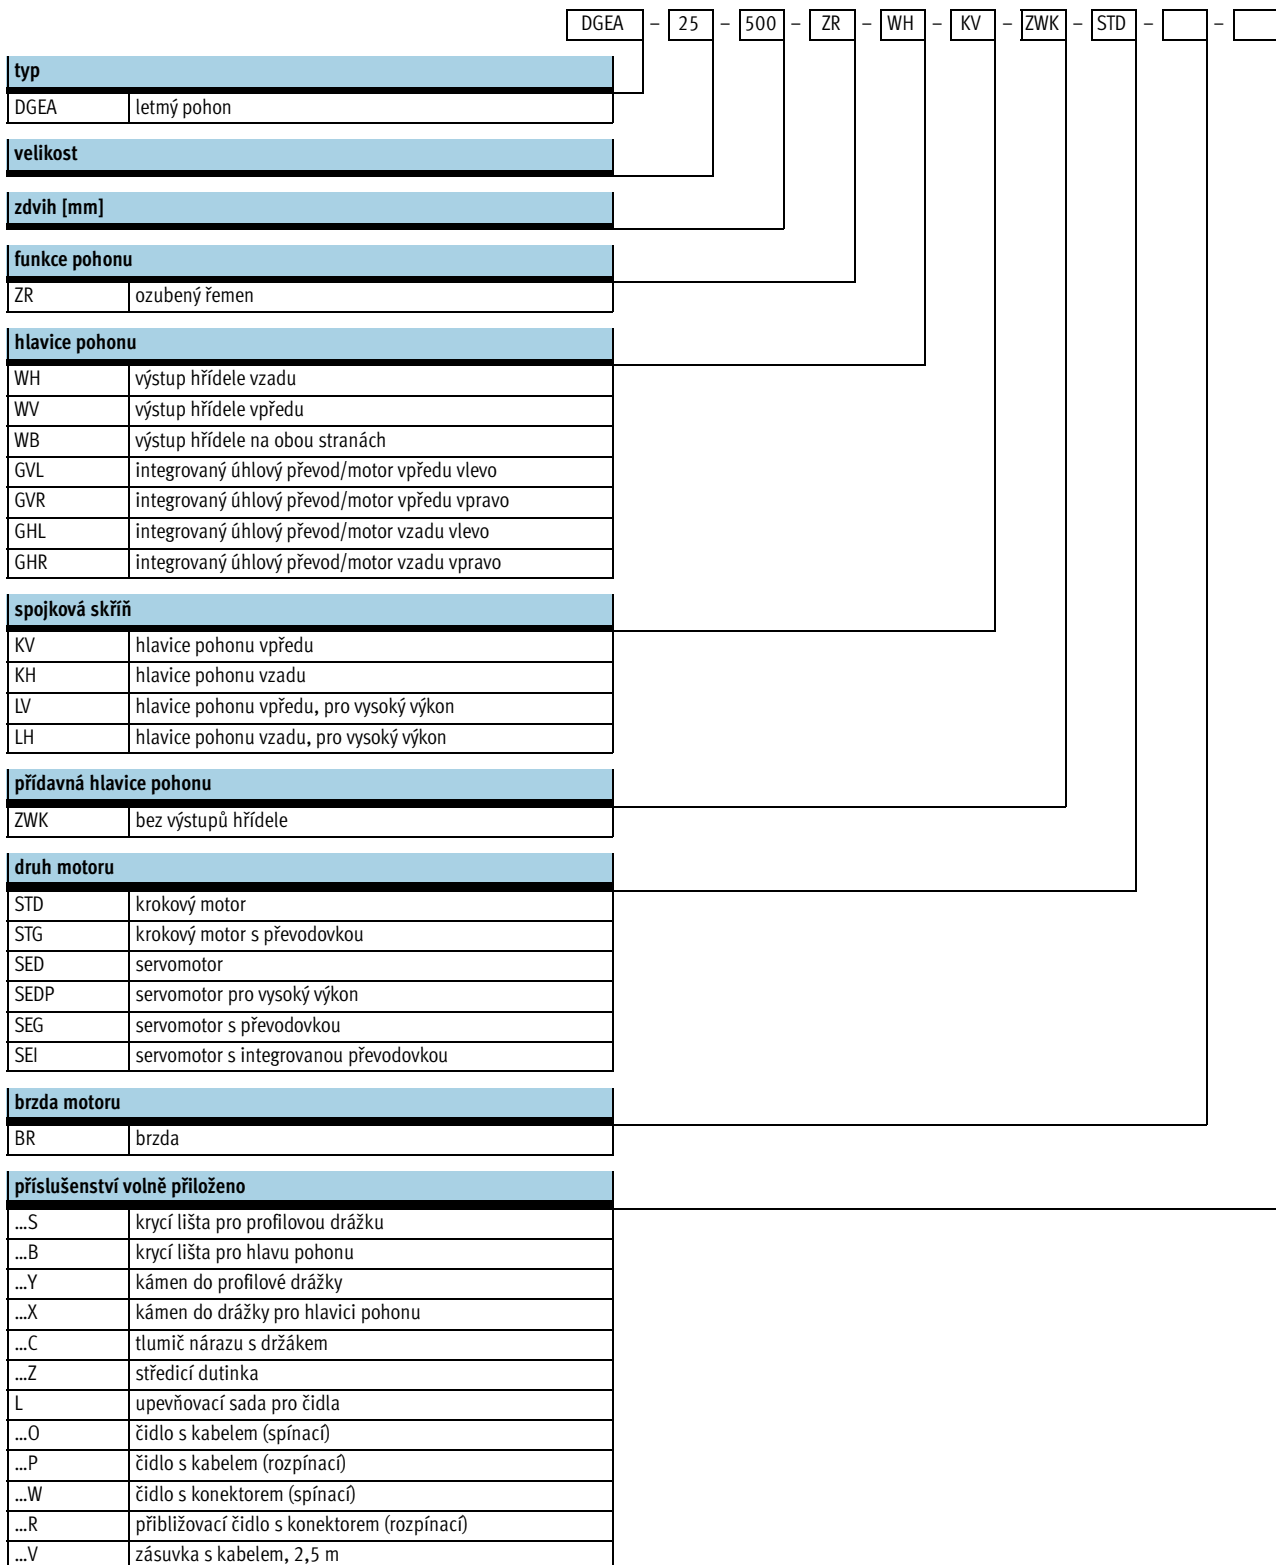 DGEA – 25 – 500 – ZR – WH – KV – ZWK – STD – –
typ
DGEA letmý pohon
velikost
zdvih [mm]
funkce pohonu
ZR ozubený řemen
hlavice pohonu
WH výstup hřídele vzadu
WV výstup hřídele vpředu
WB výstup hřídele na obou stranách
GVL integrovaný úhlový převod/motor vpředu vlevo
GVR integrovaný úhlový převod/motor vpředu vpravo
GHL integrovaný úhlový převod/motor vzadu vlevo
GHR integrovaný úhlový převod/motor vzadu vpravo
spojková skříň
KV hlavice pohonu vpředu
KH hlavice pohonu vzadu
LV hlavice pohonu vpředu, pro vysoký výkon
LH hlavice pohonu vzadu, pro vysoký výkon
přídavná hlavice pohonu
ZWK bez výstupů hřídele
druh motoru
STD krokový motor
STG krokový motor s převodovkou
SED servomotor
SEDP servomotor pro vysoký výkon
SEG servomotor s převodovkou
SEI servomotor s integrovanou převodovkou
brzda motoru
BR brzda
příslušenství volně přiloženo
...S krycí lišta pro profilovou drážku
...B krycí lišta pro hlavu pohonu
...Y kámen do profilové drážky
...X kámen do drážky pro hlavici pohonu
...C tlumič nárazu s držákem
...Z středicí dutinka
L upevňovací sada pro čidla
...O čidlo s kabelem (spínací)
...P čidlo s kabelem (rozpínací)
...W čidlo s konektorem (spínací)
...R přibližovací čidlo s konektorem (rozpínací)
...V zásuvka s kabelem, 2,5 m